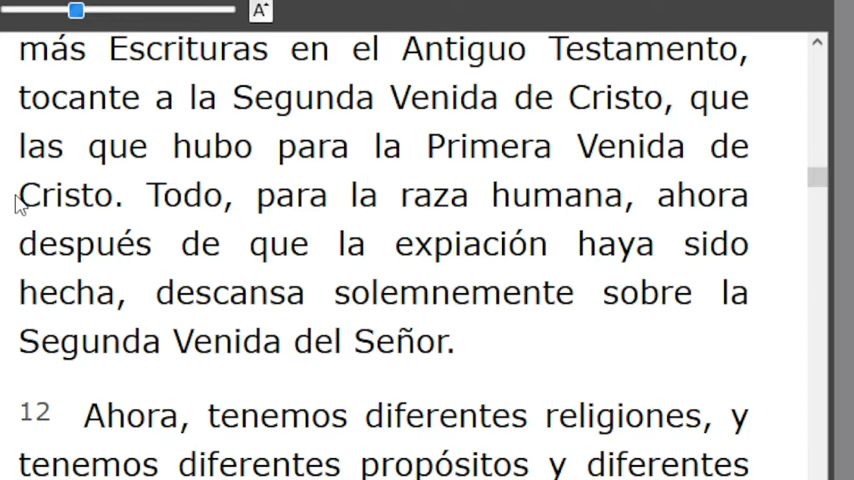 A
más Escrituras en el Antiguo Testamento,
tocante a la Segunda Venida de Cristo, que
las que hubo para la Primera Venida de
Cristo. Todo, para la raza humana, ahora
después de que la expiación haya sido
hecha, descansa solemnemente sobre la
Segunda Venida del Señor.
12 Ahora, tenemos diferentes religiones, y
tenemos diferentes propósitos y diferentes